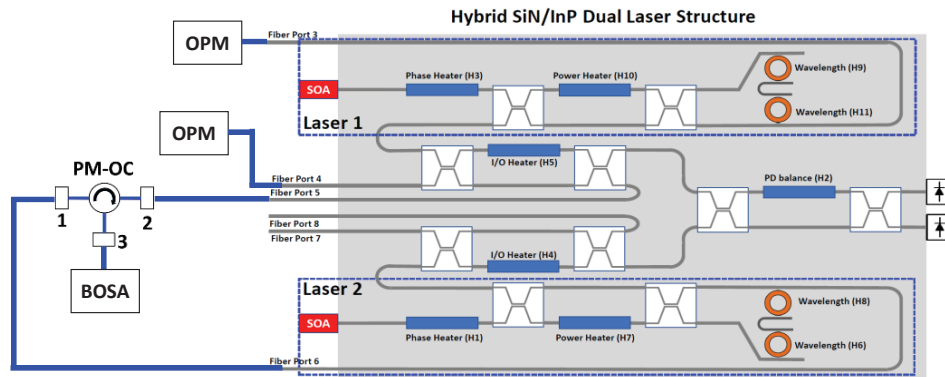 Hybrid SiN/InP Dual Laser Structure
OPM
Fiber Port 3
SOA
Phase Heater (H3)
Power Heater (H10)
Wavelength (H9)
Wavelength (H11)
Laser 1
OPM
I/O Heater (H5)
PM-OC
Fiber Port 4
Fiber Port 5
PD balance (H2)
1
2
3
Fiber Port 8
Fiber Port 7
BOSA
I/O Heater (H4)
Laser 2
SOA
Phase Heater (H1)
Power Heater (H7)
Wavelength (H8)
Wavelength (H6)
Fiber Port 6